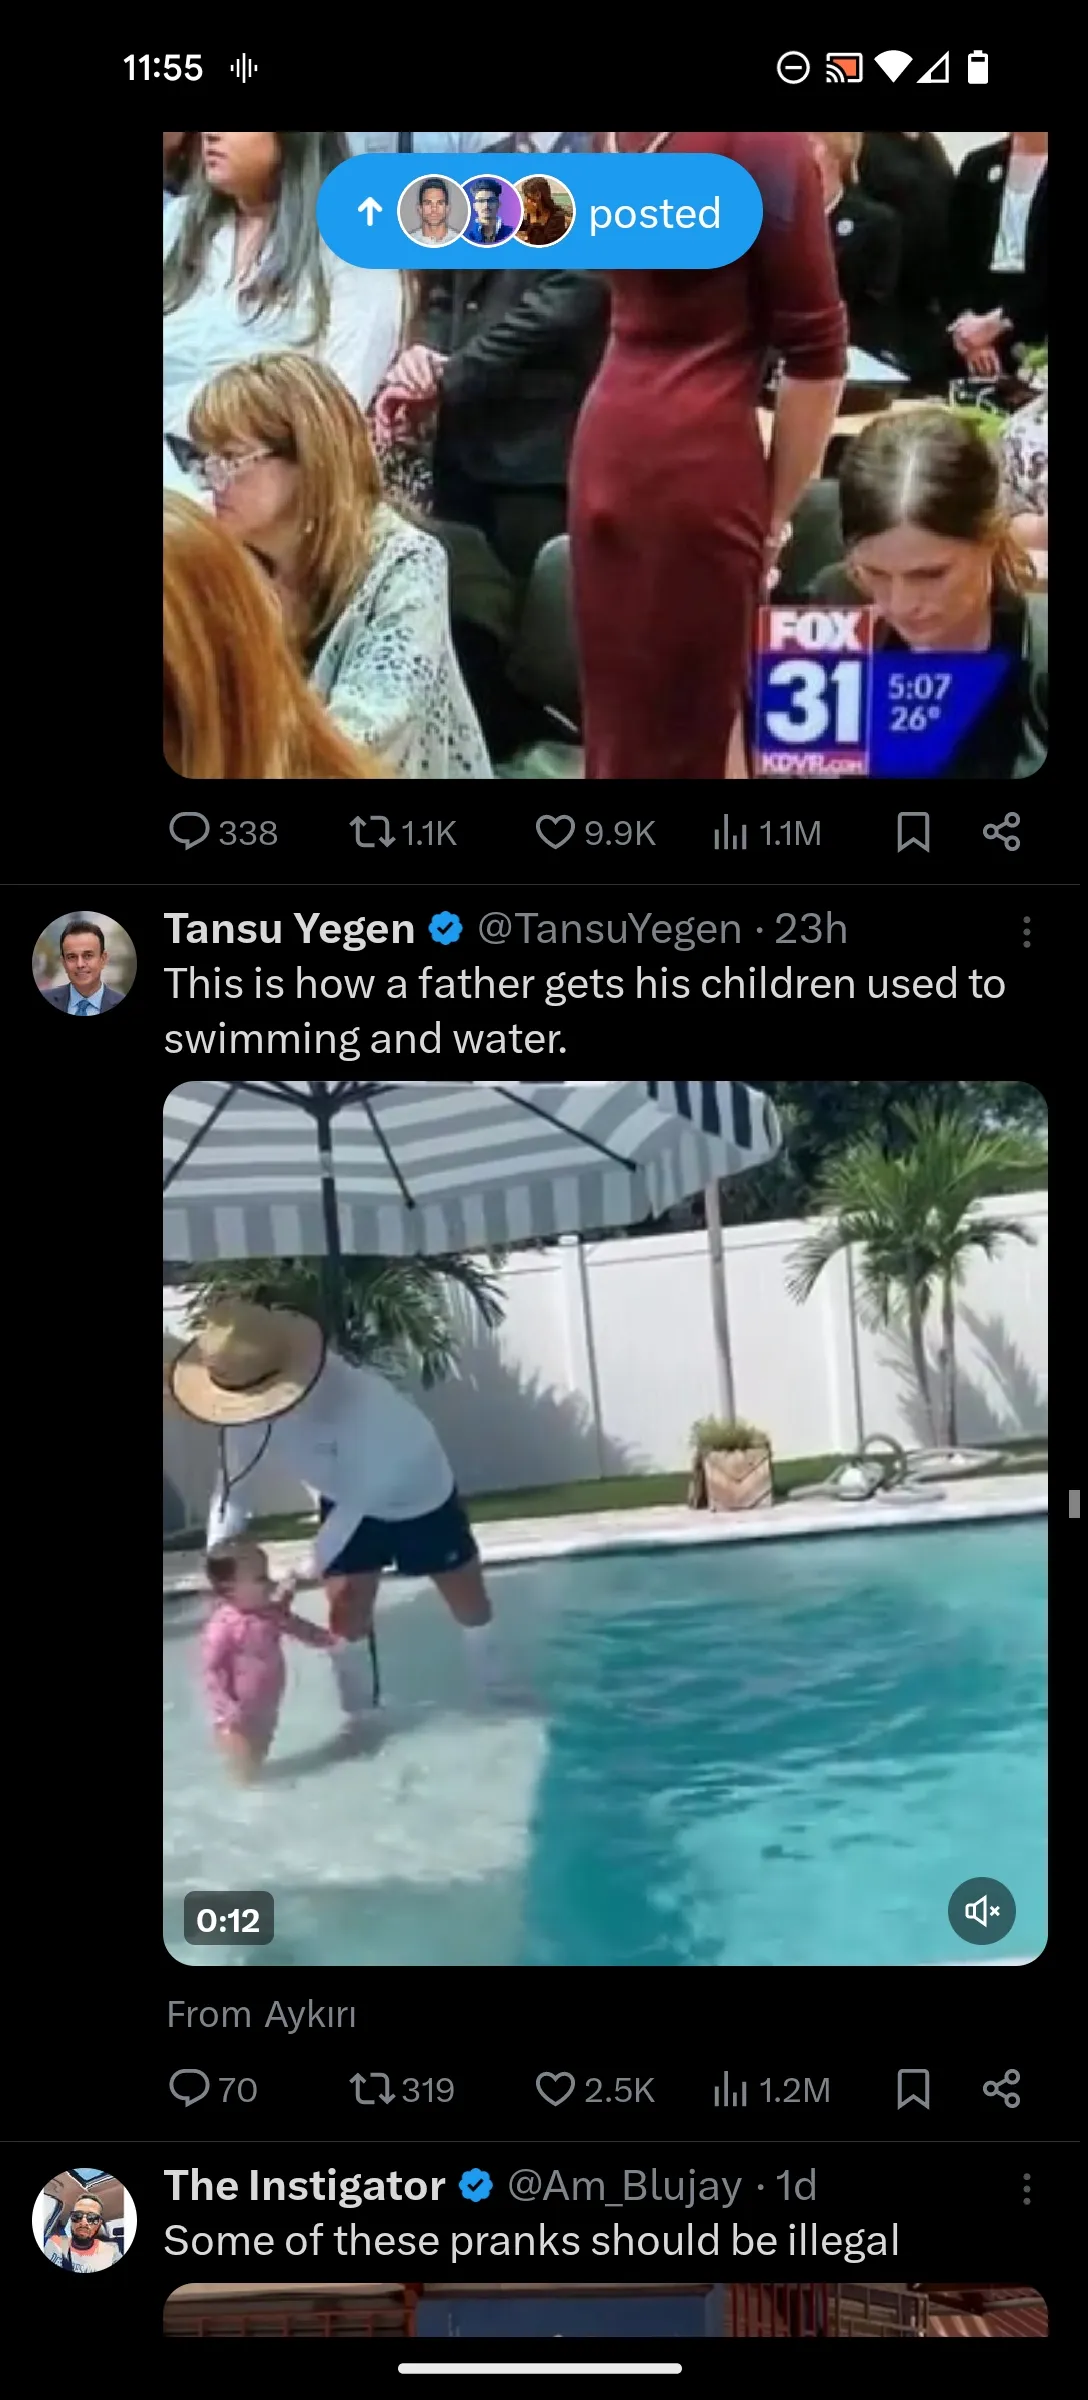 11:55
posted
FOX
31
5:07
26°
KDVR.COM
338 1.1K 9.9K 1.1M
Tansu Yegen @TansuYegen · 23h
This is how a father gets his children used to
swimming and water.
0:12
From Aykırı
70 319 2.5K 1.2M
The Instigator @Am_Blujay · 1d
Some of these pranks should be illegal